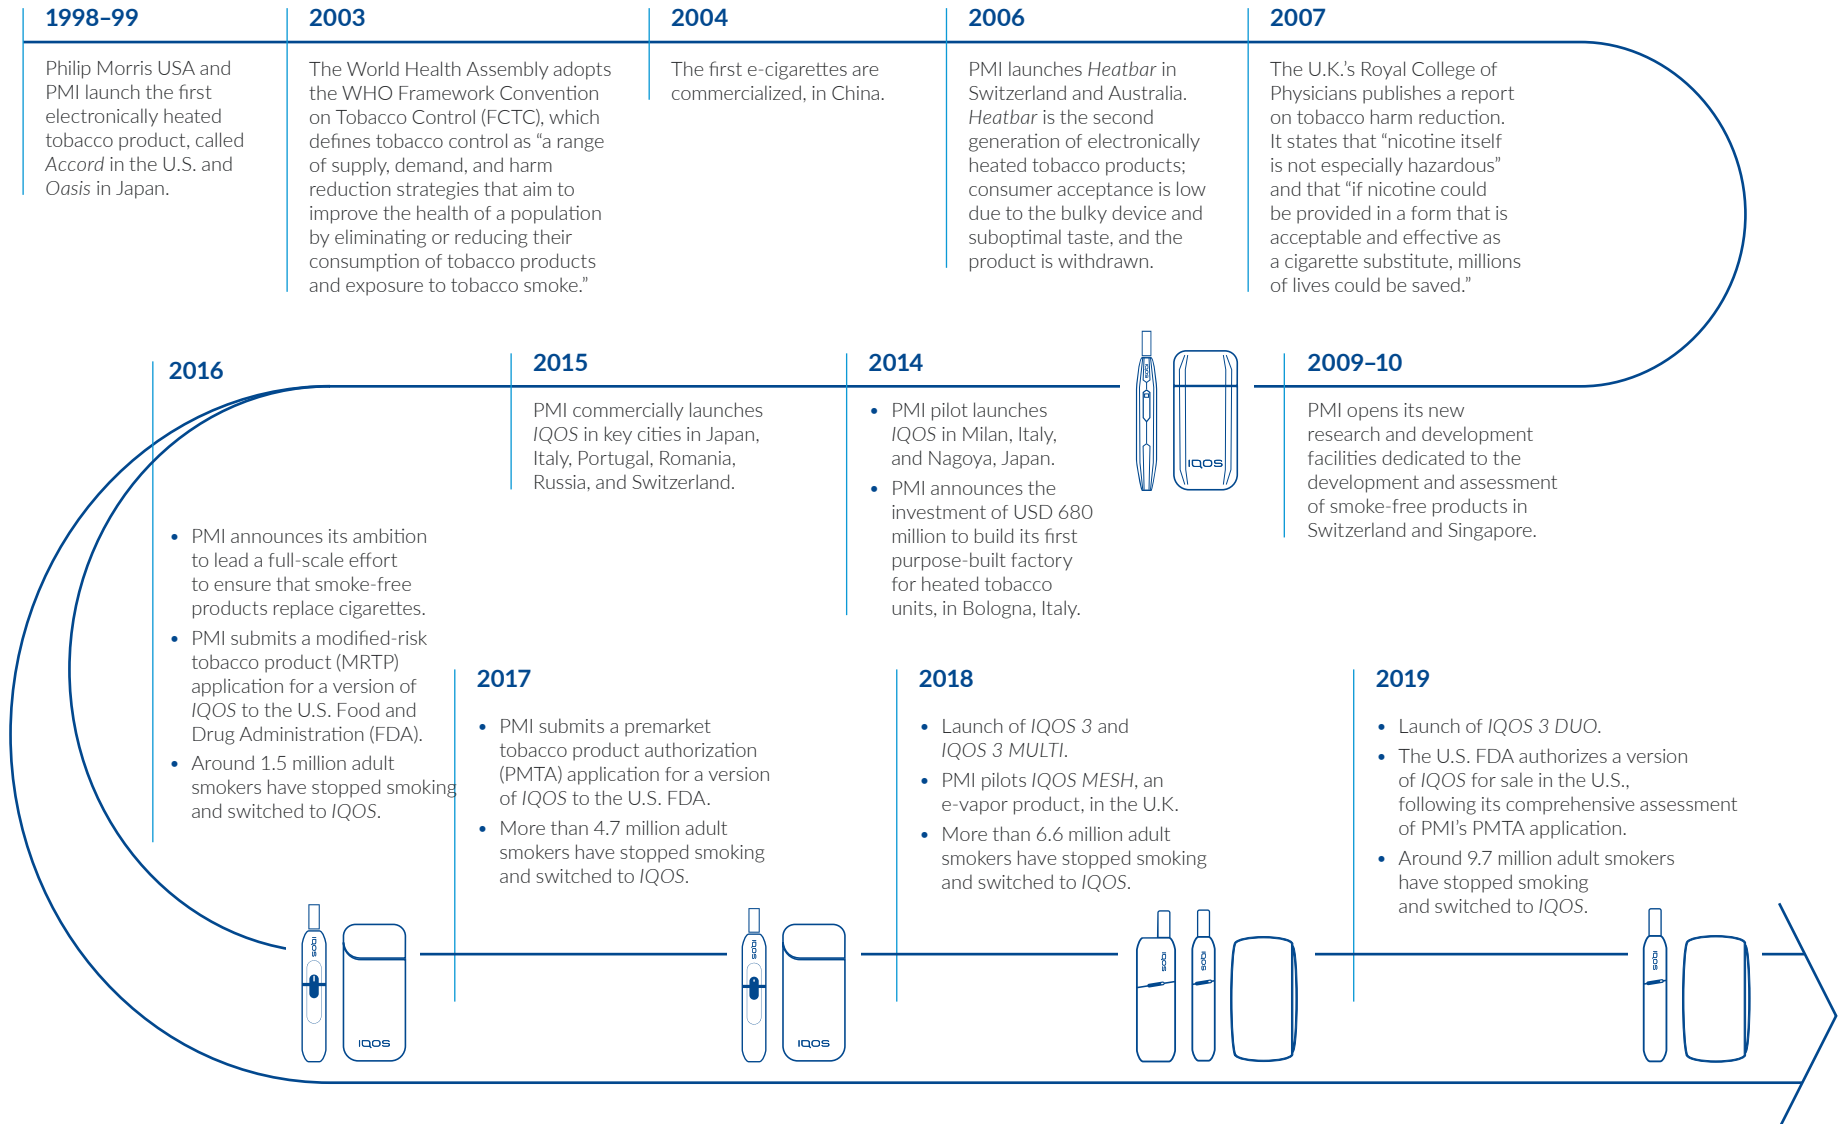 1998–99
Philip Morris USA and
PMI launch the first
electronically heated
tobacco product, called
Accord in the U.S. and
Oasis in Japan.
2003
The World Health Assembly adopts
the WHO Framework Convention
on Tobacco Control (FCTC), which
defines tobacco control as “a range
of supply, demand, and harm
reduction strategies that aim to
improve the health of a population
by eliminating or reducing their
consumption of tobacco products
and exposure to tobacco smoke.”
2004
The first e-cigarettes are
commercialized, in China.
2006
PMI launches Heatbar in
Switzerland and Australia.
Heatbar is the second
generation of electronically
heated tobacco products;
consumer acceptance is low
due to the bulky device and
suboptimal taste, and the
product is withdrawn.
2007
The U.K.’s Royal College of
Physicians publishes a report
on tobacco harm reduction.
It states that “nicotine itself
is not especially hazardous”
and that “if nicotine could
be provided in a form that is
acceptable and effective as
a cigarette substitute, millions
of lives could be saved.”
2009–10
PMI opens its new
research and development
facilities dedicated to the
development and assessment
of smoke-free products in
Switzerland and Singapore.
IQOS
IQOS
2014
• PMI pilot launches
IQOS in Milan, Italy,
and Nagoya, Japan.
• PMI announces the
investment of USD 680
million to build its first
purpose-built factory
for heated tobacco
units, in Bologna, Italy.
2015
PMI commercially launches
IQOS in key cities in Japan,
Italy, Portugal, Romania,
Russia, and Switzerland.
2016
• PMI announces its ambition
to lead a full-scale effort
to ensure that smoke-free
products replace cigarettes.
• PMI submits a modified-risk
tobacco product (MRTP)
application for a version of
IQOS to the U.S. Food and
Drug Administration (FDA).
• Around 1.5 million adult
smokers have stopped smoking
and switched to IQOS.
IQOS
IQOS
2017
• PMI submits a premarket
tobacco product authorization
(PMTA) application for a version
of IQOS to the U.S. FDA.
• More than 4.7 million adult
smokers have stopped smoking
and switched to IQOS.
IQOS
IQOS
2018
• Launch of IQOS 3 and
IQOS 3 MULTI.
• PMI pilots IQOS MESH, an
e-vapor product, in the U.K.
• More than 6.6 million adult
smokers have stopped smoking
and switched to IQOS.
IQOS
IQOS
2019
• Launch of IQOS 3 DUO.
• The U.S. FDA authorizes a version
of IQOS for sale in the U.S.,
following its comprehensive assessment
of PMI’s PMTA application.
• Around 9.7 million adult smokers
have stopped smoking
and switched to IQOS.
IQOS